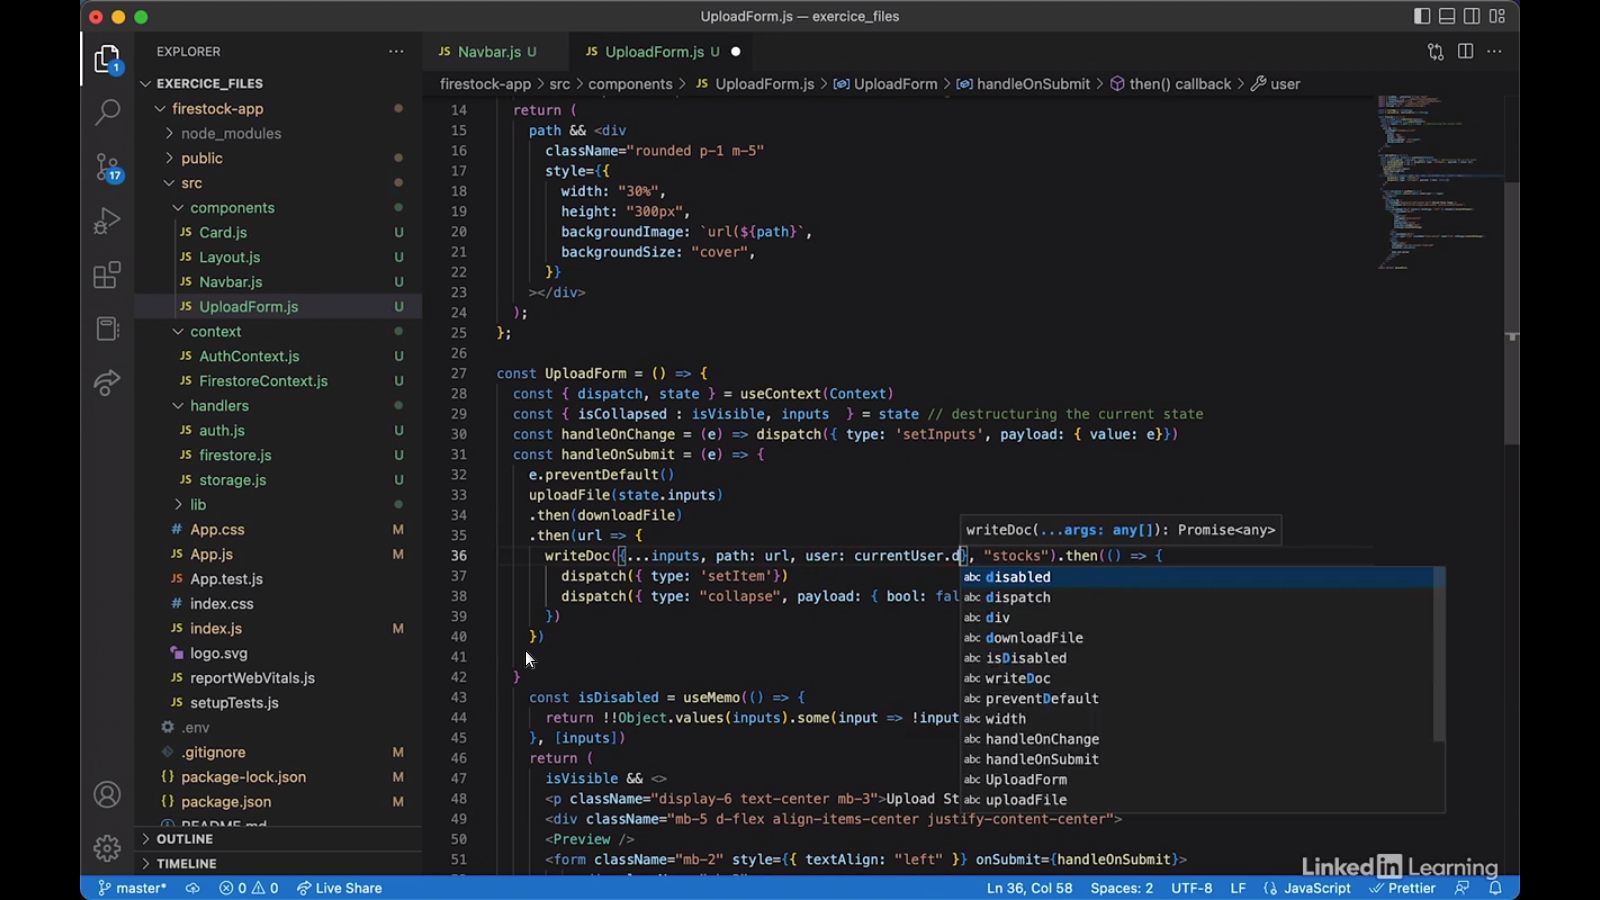 UploadForm.js — exercice_files
EXPLORER
Navbar.js U
UploadForm.js U
EXERCICE_FILES
firestock-app > src > components > JS UploadForm.js > UploadForm > handleOnSubmit > then() callback > user
firestock-app
node_modules
public
src
components
JS Card.js U
JS Layout.js U
JS Navbar.js U
JS UploadForm.js U
context
JS AuthContext.js U
JS FirestoreContext.js U
handlers
JS auth.js U
JS firestore.js U
JS storage.js U
lib
# App.css M
JS App.js M
JS App.test.js U
# index.css U
JS index.js M
logo.svg U
JS reportWebVitals.js U
JS setupTests.js U
.env
.gitignore M
{} package-lock.json M
{} package.json M
OUTLINE
TIMELINE
1
17
14 return (
15 path && <div
16 className="rounded p-1 m-5"
17 style={{
18 width: "30%",
19 height: "300px",
20 backgroundImage: `url(${path}`,
21 backgroundSize: "cover",
22 }}
23 ></div>
24 );
25 };
26
27 const UploadForm = () => {
28 const { dispatch, state } = useContext(Context)
29 const { isCollapsed : isVisible, inputs } = state // destructuring the current state
30 const handleOnChange = (e) => dispatch({ type: 'setInputs', payload: { value: e}})
31 const handleOnSubmit = (e) => {
32 e.preventDefault()
33 uploadFile(state.inputs)
34 .then(downloadFile)
35 .then(url => {
36 writeDoc({...inputs, path: url, user: currentUser.d}, "stocks").then(() => {
37 dispatch({ type: 'setItem'})
38 dispatch({ type: "collapse", payload: { bool: fal
39 })
40 })
41
42 }
43 const isDisabled = useMemo(() => {
44 return !!Object.values(inputs).some(input => !input
45 }, [inputs])
46 return (
47 isVisible && <>
48 <p className="display-6 text-center mb-3">Upload St
49 <div className="mb-5 d-flex align-items-center justify-content-center">
50 <Preview />
51 <form className="mb-2" style={{ textAlign: "left" }} onSubmit={handleOnSubmit}>
writeDoc(...args: any[]): Promise<any>
abc disabled
abc dispatch
abc div
abc downloadFile
abc isDisabled
abc writeDoc
abc preventDefault
abc width
abc handleOnChange
abc handleOnSubmit
abc UploadForm
abc uploadFile
LinkedIn Learning
master* 0 0 Live Share Ln 36, Col 58 Spaces: 2 UTF-8 LF {} JavaScript Prettier